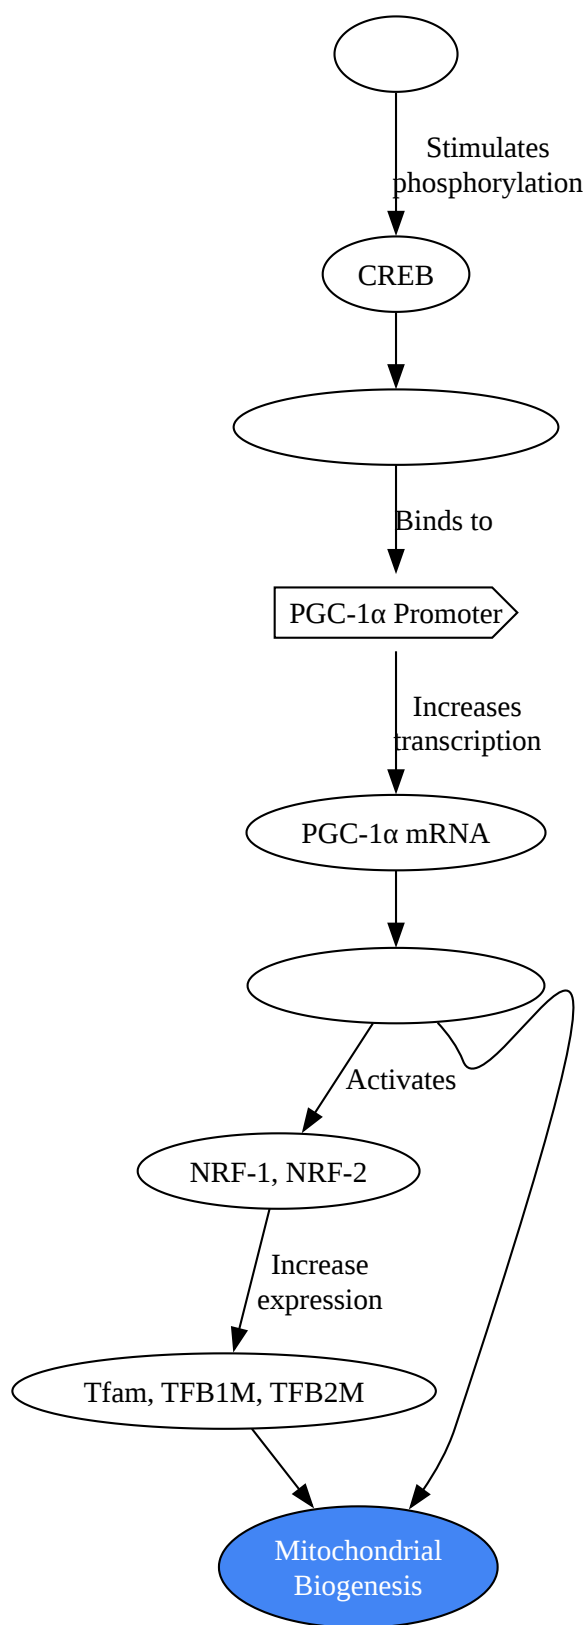 Stimulates
phosphorylation
CREB
Binds to
PGC-1α Promoter
Increases
transcription
PGC-1α mRNA
Activates
NRF-1, NRF-2
Increase
expression
Tfam, TFB1M, TFB2M
Mitochondrial
Biogenesis